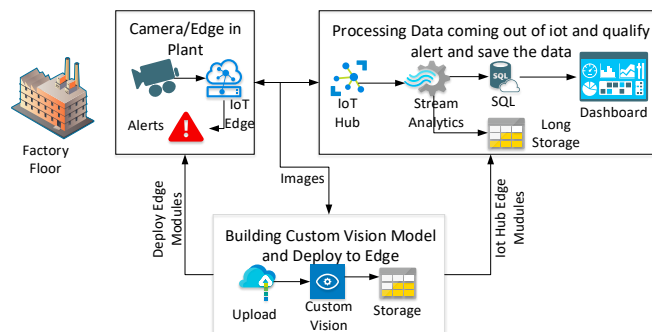 Camera/Edge in
Plant
IoT
Edge
Alerts
Factory
Floor
Processing Data coming out of iot and qualify
alert and save the data
IoT
Hub
Stream
Analytics
SQL
SQL
Dashboard
Long
Storage
Images
Deploy Edge
Modules
Iot Hub Edge
Mudules
Building Custom Vision Model
and Deploy to Edge
Upload
Custom
Vision
Storage